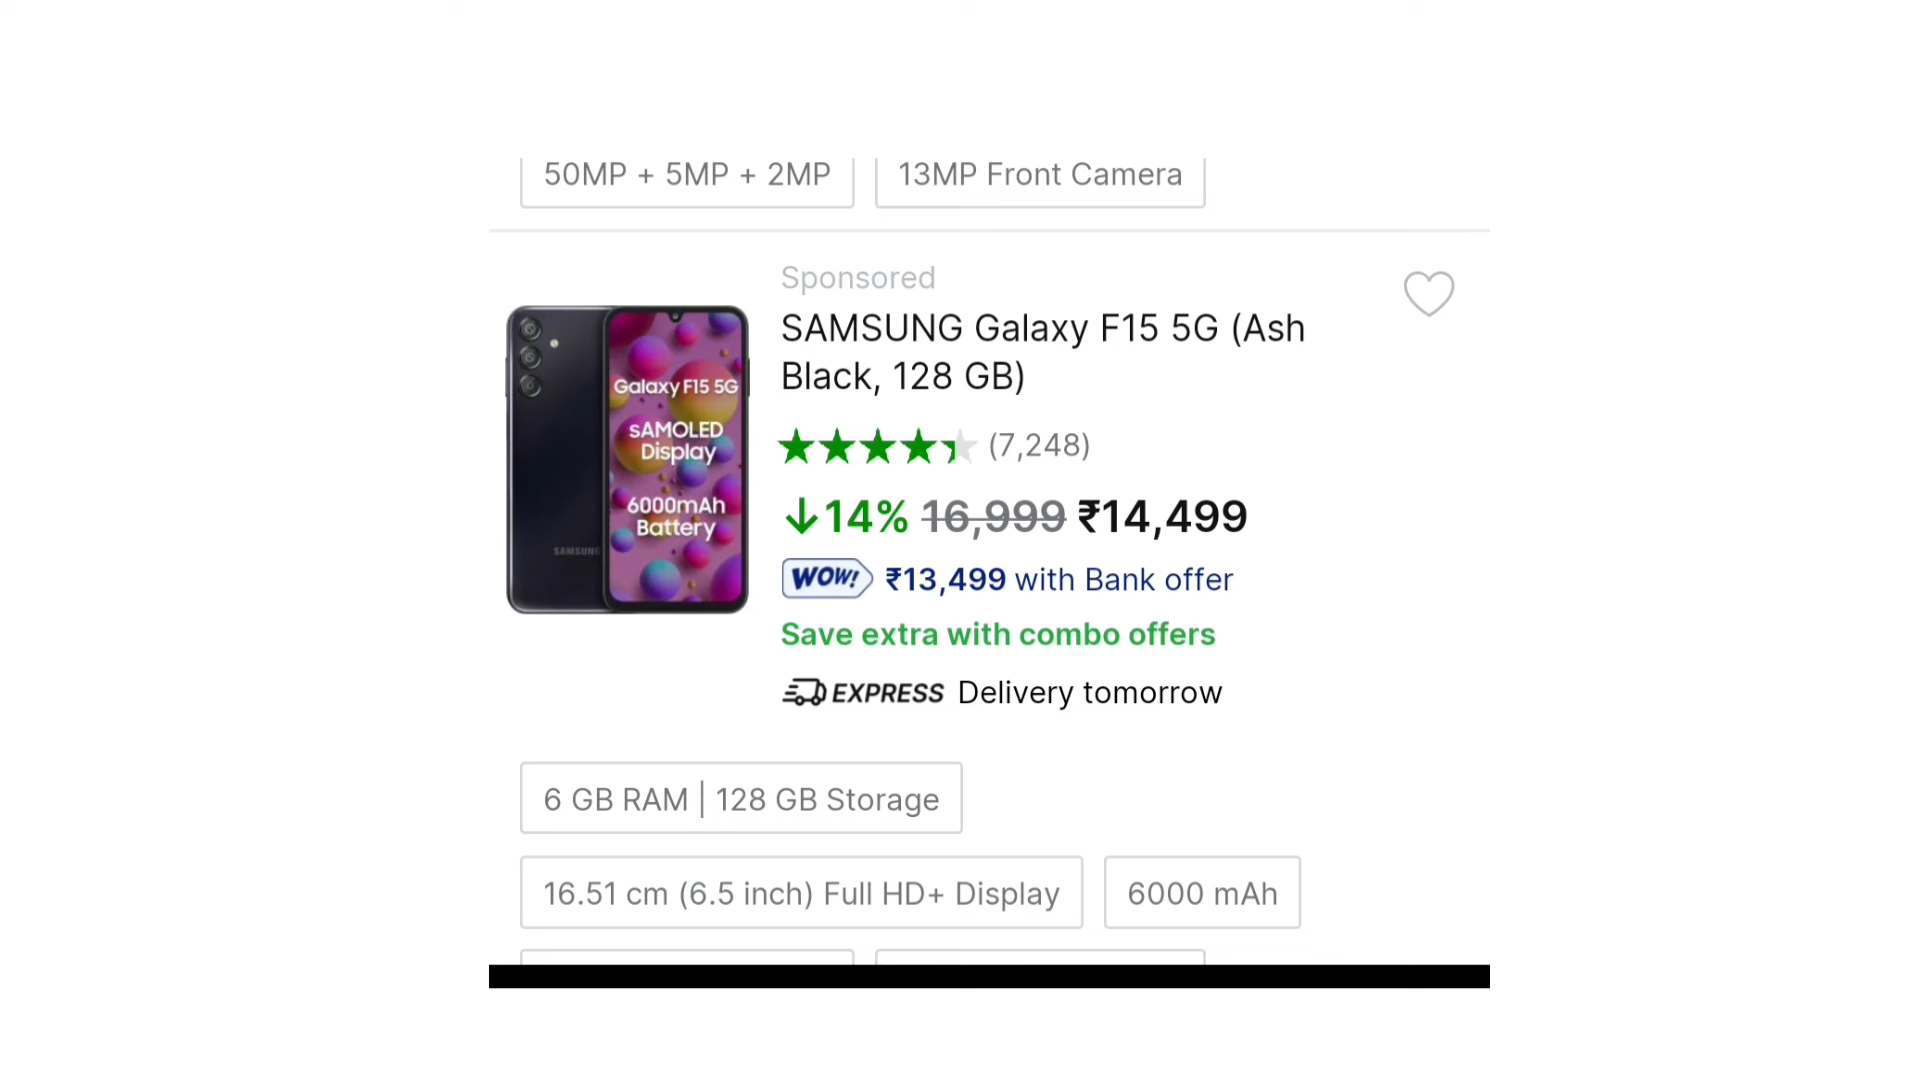 50MP + 5MP + 2MP
13MP Front Camera
Sponsored
SAMSUNG Galaxy F15 5G (Ash
Black, 128 GB)
(7,248)
↓14% 16,999 ₹14,499
WOW! ₹13,499 with Bank offer
Save extra with combo offers
EXPRESS Delivery tomorrow
Galaxy F15 5G
sAMOLED
Display
6000mAh
Battery
SAMSUNG
6 GB RAM | 128 GB Storage
16.51 cm (6.5 inch) Full HD+ Display
6000 mAh